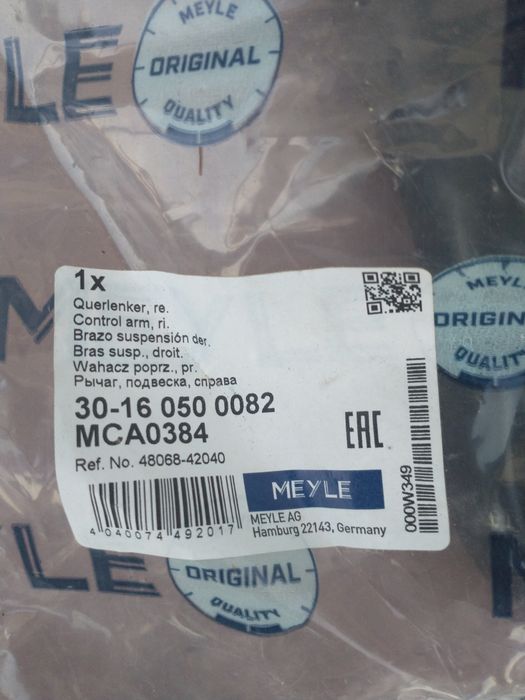 MEYLE
LE
ORIGINAL
QUALITY
1x
Querlenker, re.
Control arm, ri.
Brazo suspensión der.
Bras susp., droit.
Wahacz poprz., pr.
Рычаг, подвеска, справа
30-16 050 0082
MCA0384
Ref. No. 48068-42040
EAC
MEYLE
MEYLE AG
Hamburg 22143, Germany
4 040074 492017
000W349
MEYLE
ORIGIN
QUALITY
M
LE
ORIGINAL
QUALITY